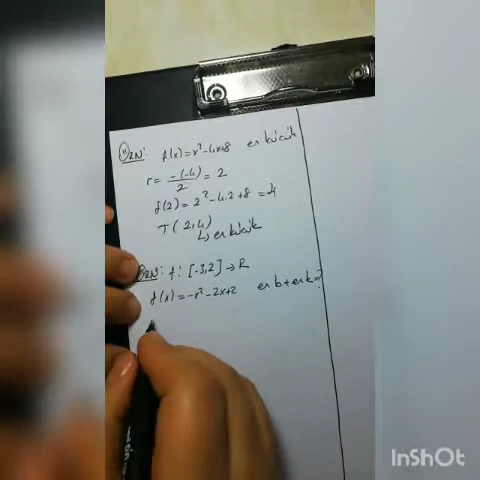 1) ÖRN: f(x)=x²-4x+8 en küçük
r = -(-4)/2 = 2
f(2) = 2²-4.2+8 = 4
T(2,4)
↳ en küçük
ÖRN: f: [-3,2] → R
f(x) = -x²-2x+2 en b + en k = ?
InShOt